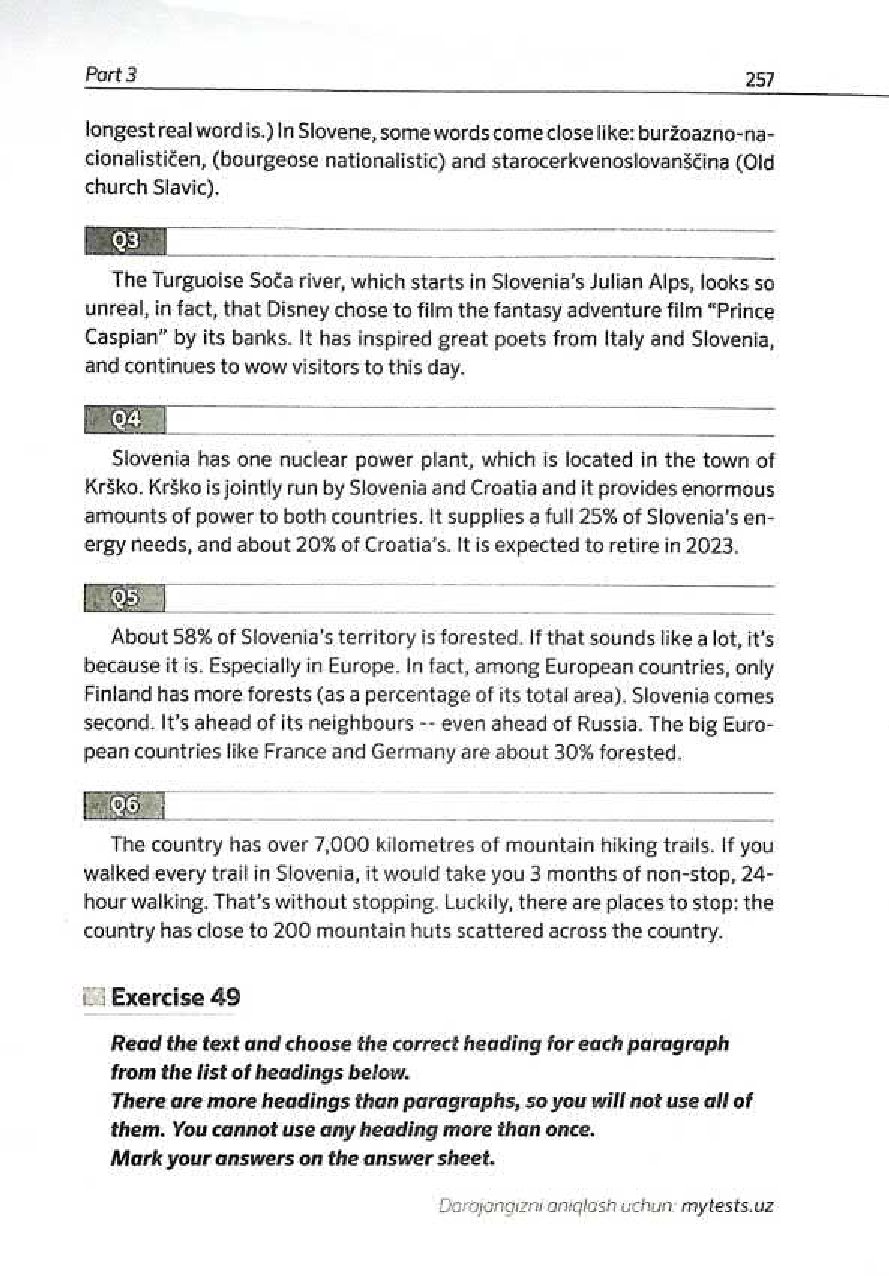 Part 3 257
longest real word is.) In Slovene, some words come close like: buržoazno-na-
cionalističen, (bourgeose nationalistic) and starocerkvenoslovanščina (Old
church Slavic).
Q3
The Turguoise Soča river, which starts in Slovenia's Julian Alps, looks so
unreal, in fact, that Disney chose to film the fantasy adventure film "Prince
Caspian" by its banks. It has inspired great poets from Italy and Slovenia,
and continues to wow visitors to this day.
Q4
Slovenia has one nuclear power plant, which is located in the town of
Krško. Krško is jointly run by Slovenia and Croatia and it provides enormous
amounts of power to both countries. It supplies a full 25% of Slovenia's en-
ergy needs, and about 20% of Croatia's. It is expected to retire in 2023.
Q5
About 58% of Slovenia's territory is forested. If that sounds like a lot, it's
because it is. Especially in Europe. In fact, among European countries, only
Finland has more forests (as a percentage of its total area). Slovenia comes
second. It's ahead of its neighbours -- even ahead of Russia. The big Euro-
pean countries like France and Germany are about 30% forested.
Q6
The country has over 7,000 kilometres of mountain hiking trails. If you
walked every trail in Slovenia, it would take you 3 months of non-stop, 24-
hour walking. That's without stopping. Luckily, there are places to stop: the
country has close to 200 mountain huts scattered across the country.
Exercise 49
Read the text and choose the correct heading for each paragraph
from the list of headings below.
There are more headings than paragraphs, so you will not use all of
them. You cannot use any heading more than once.
Mark your answers on the answer sheet.
Darajangizni aniqlash uchun: mytests.uz